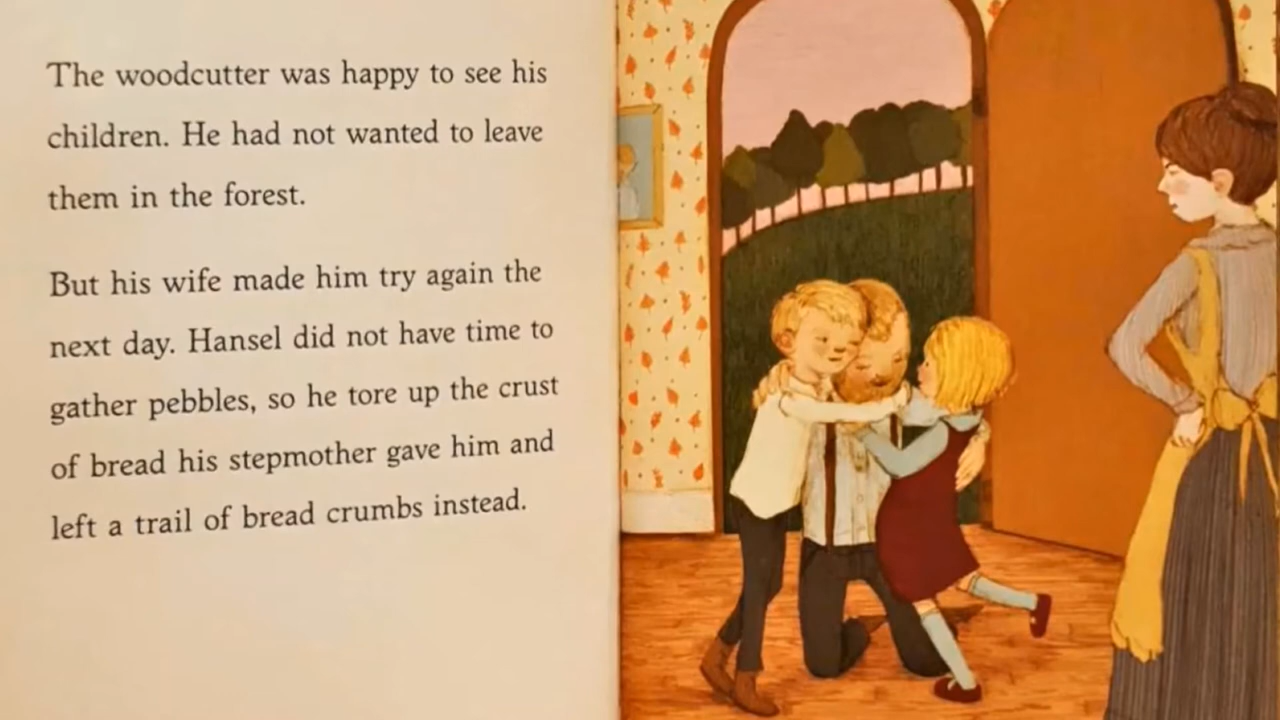 The woodcutter was happy to see his
children. He had not wanted to leave
them in the forest.
But his wife made him try again the
next day. Hansel did not have time to
gather pebbles, so he tore up the crust
of bread his stepmother gave him and
left a trail of bread crumbs instead.